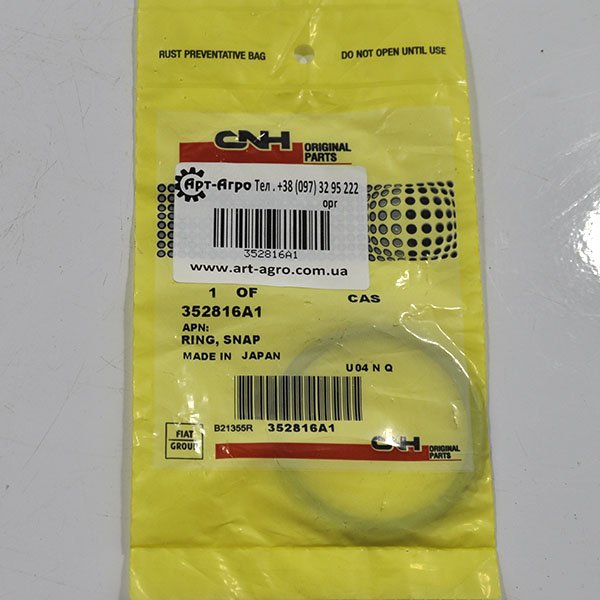 RUST PREVENTATIVE BAG
DO NOT OPEN UNTIL USE
CNH ORIGINAL PARTS
Арт-Агро Тел . +38 (097) 32 95 222
орг
352816A1
www.art-agro.com.ua
1 OF
CAS
352816A1
APN:
RING, SNAP
MADE IN JAPAN
U 04 N Q
B21355R 352816A1
FIAT GROUP
CNH ORIGINAL PARTS